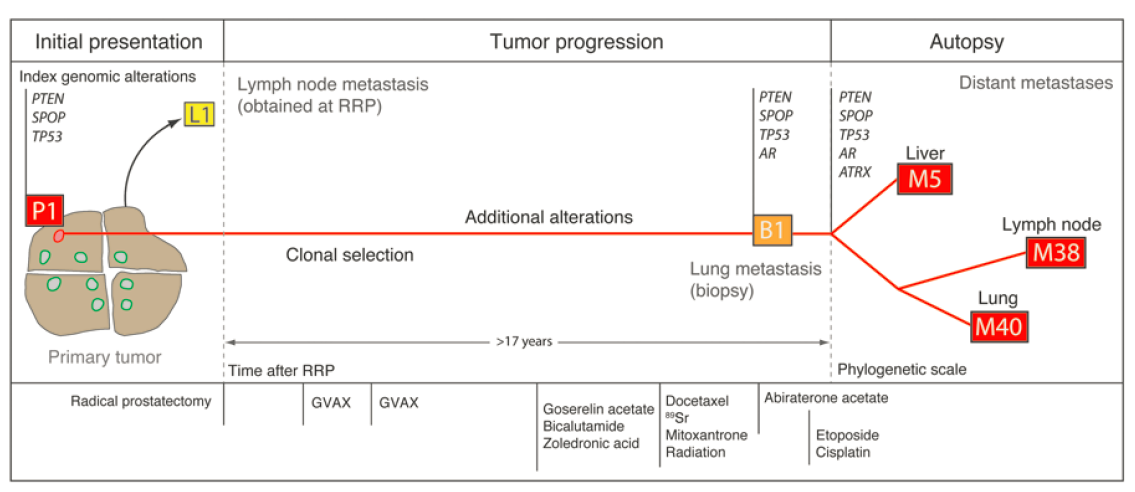 Initial presentation
Tumor progression
Autopsy
Index genomic alterations
PTEN
SPOP
TP53
L1
P1
Primary tumor
Lymph node metastasis
(obtained at RRP)
Additional alterations
Clonal selection
PTEN
SPOP
TP53
AR
B1
Lung metastasis
(biopsy)
>17 years
Time after RRP
PTEN
SPOP
TP53
AR
ATRX
Distant metastases
Liver
M5
Lymph node
M38
Lung
M40
Phylogenetic scale
Radical prostatectomy
GVAX
GVAX
Goserelin acetate
Bicalutamide
Zoledronic acid
Docetaxel
⁸⁹Sr
Mitoxantrone
Radiation
Abiraterone acetate
Etoposide
Cisplatin